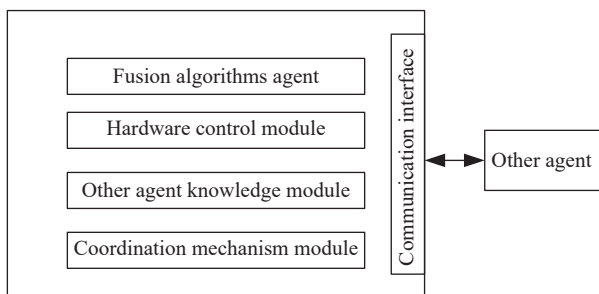 Fusion algorithms agent
Hardware control module
Other agent knowledge module
Coordination mechanism module
Communication interface
Other agent